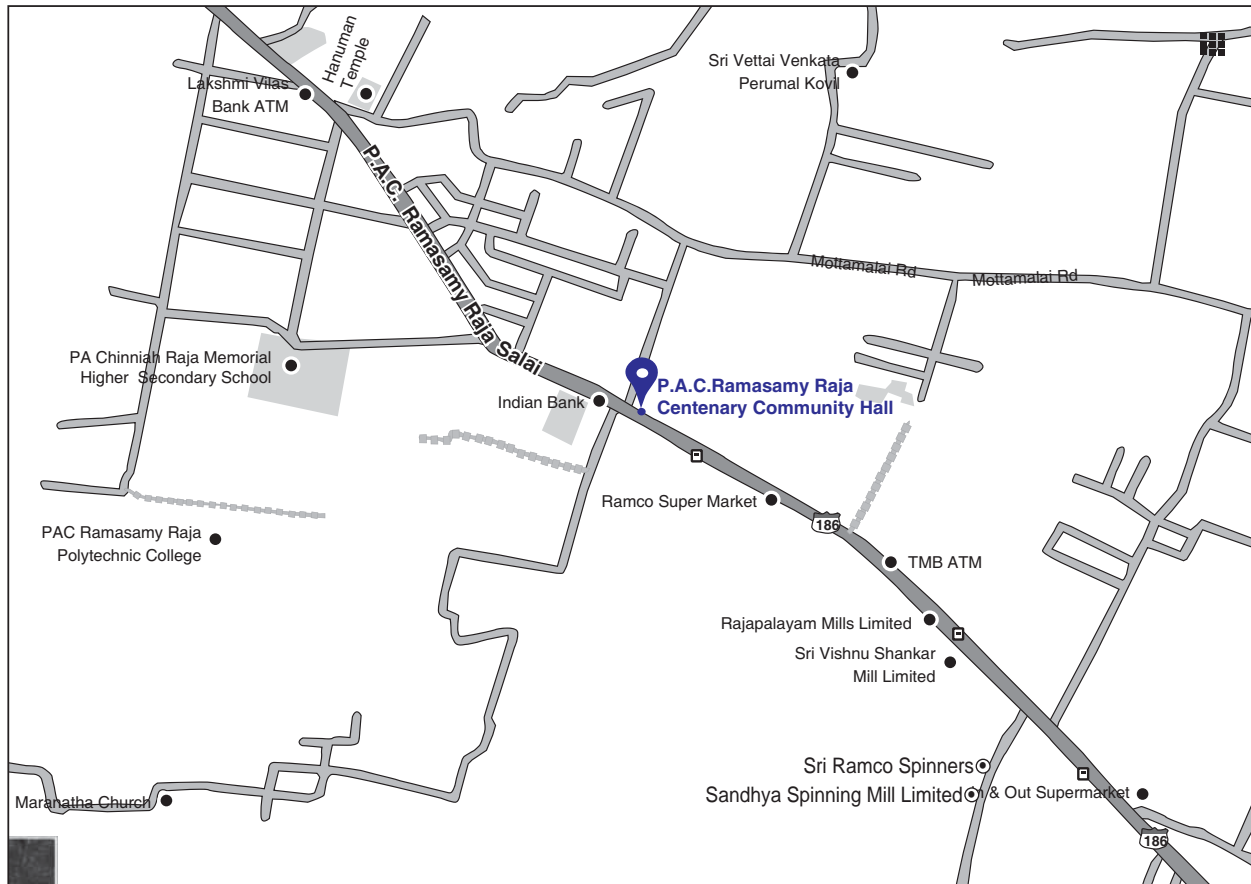 Hanuman
Temple
Lakshmi Vilas
Bank ATM
Sri Vettai Venkata
Perumal Kovil
P.A.C. Ramasamy Raja Salai
Mottamalai Rd
Mottamalai Rd
PA Chinniah Raja Memorial
Higher Secondary School
Indian Bank
P.A.C.Ramasamy Raja
Centenary Community Hall
Ramco Super Market
186
PAC Ramasamy Raja
Polytechnic College
TMB ATM
Rajapalayam Mills Limited
Sri Vishnu Shankar
Mill Limited
Sri Ramco Spinners
Sandhya Spinning Mill Limited
& Out Supermarket
Maranatha Church
186